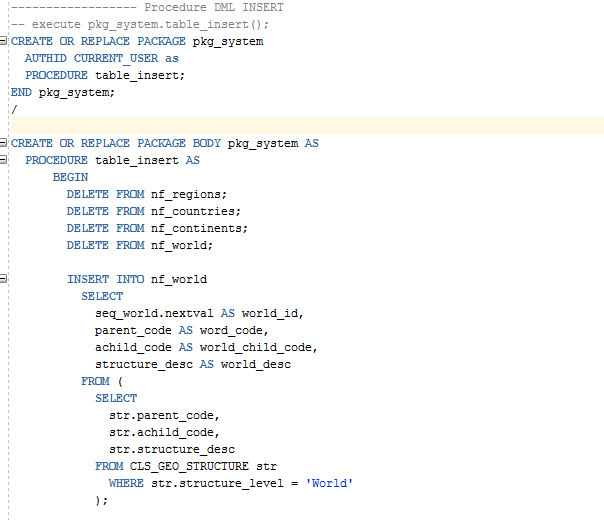 ------------------ Procedure DML INSERT
-- execute pkg_system.table_insert();
CREATE OR REPLACE PACKAGE pkg_system
  AUTHID CURRENT_USER as
  PROCEDURE table_insert;
END pkg_system;
/

CREATE OR REPLACE PACKAGE BODY pkg_system AS
  PROCEDURE table_insert AS
      BEGIN
        DELETE FROM nf_regions;
        DELETE FROM nf_countries;
        DELETE FROM nf_continents;
        DELETE FROM nf_world;

        INSERT INTO nf_world
          SELECT
            seq_world.nextval AS world_id,
            parent_code AS word_code,
            achild_code AS world_child_code,
            structure_desc AS world_desc
          FROM (
            SELECT
              str.parent_code,
              str.achild_code,
              str.structure_desc
            FROM CLS_GEO_STRUCTURE str
              WHERE str.structure_level = 'World'
            );